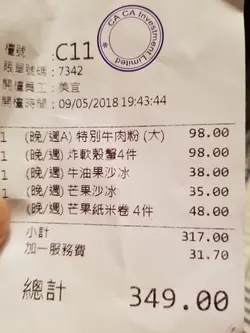 CA CA Investment Limited
檯號 : C11
賬單號碼 : 7342
開檯員工 : 美宜
開檯時間 : 09/05/2018 19:43:44
1 (晚/週A) 特別牛肉粉 (大) 98.00
1 (晚/週) 炸軟殼蟹4件 98.00
1 (晚/週) 牛油果沙冰 38.00
1 (晚/週) 芒果沙冰 35.00
1 (晚/週) 芒果紙米卷 4件 48.00
小計 317.00
加一服務費 31.70
總計 349.00